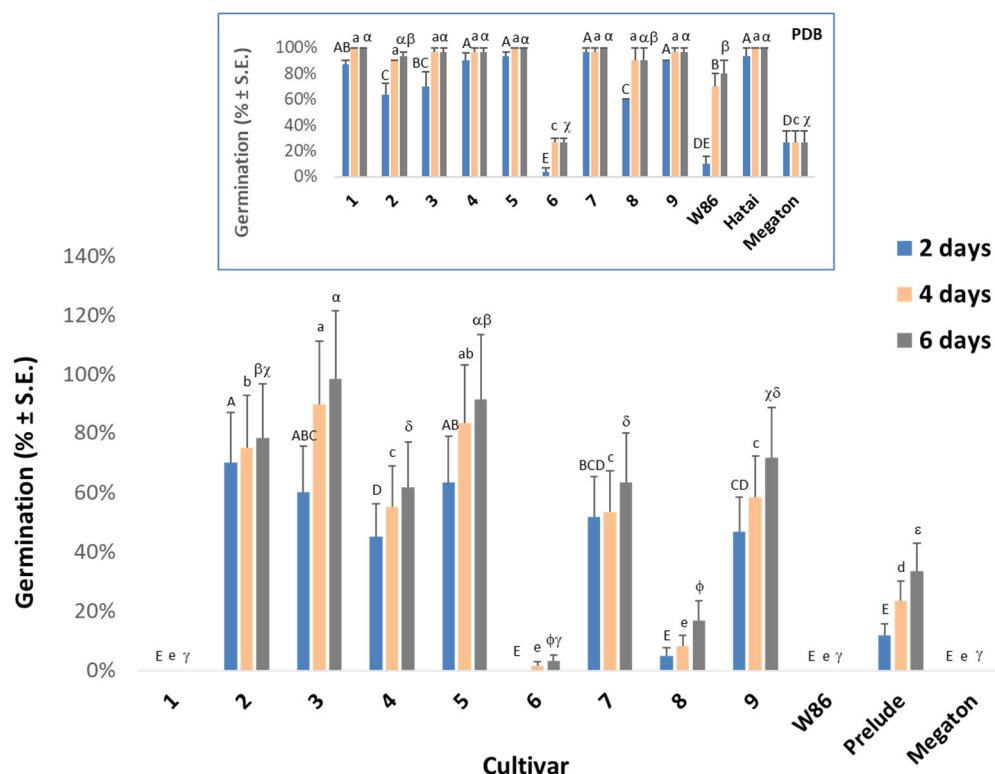 PDB
Germination (% ± S.E.)
100%
80%
60%
40%
20%
0%
AB a α
C a αβ
BC a α
A a α
A a α
E c χ
A a α
C a αβ
A a α
DE B β
A a α
D c χ
1 2 3 4 5 6 7 8 9 W86 Hatai Megaton
2 days
4 days
6 days
Germination (% ± S.E.)
140%
120%
100%
80%
60%
40%
20%
0%
E e γ
A b βχ
ABC a α
D c δ
AB ab αβ
E e ϕγ
BCD c δ
E e ϕ
CD c χδ
E e γ
E d ε
E e γ
1 2 3 4 5 6 7 8 9 W86 Prelude Megaton
Cultivar